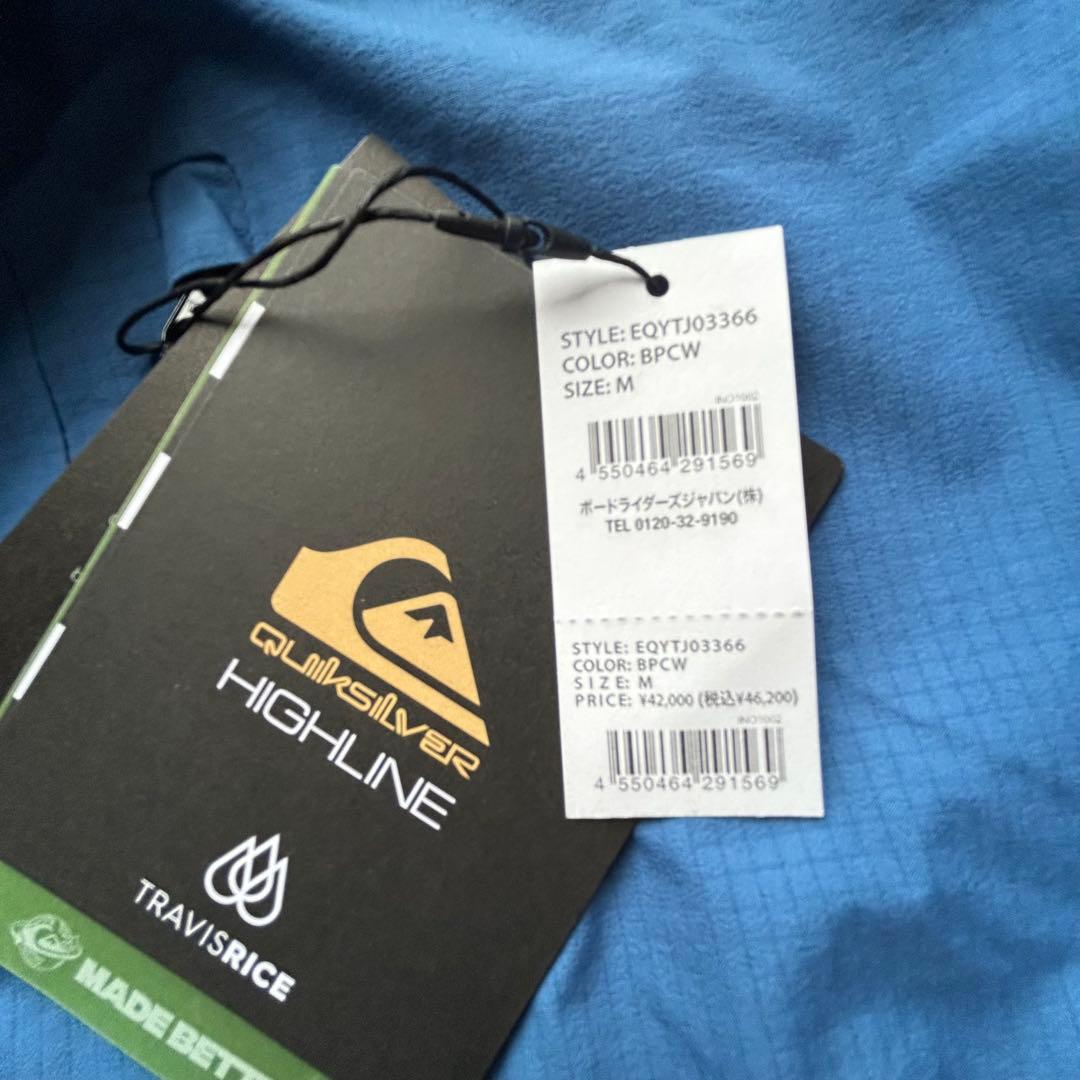 STYLE: EQYTJ03366
COLOR: BPCW
SIZE: M
4 550464 291569
ボードライダーズジャパン(株)
TEL 0120-32-9190
STYLE: EQYTJ03366
COLOR: BPCW
SIZE: M
PRICE: ¥42,000 (税込¥46,200)
4 550464 291569
QUIKSILVER
HIGHLINE
TRAVISRICE
MADE BETT